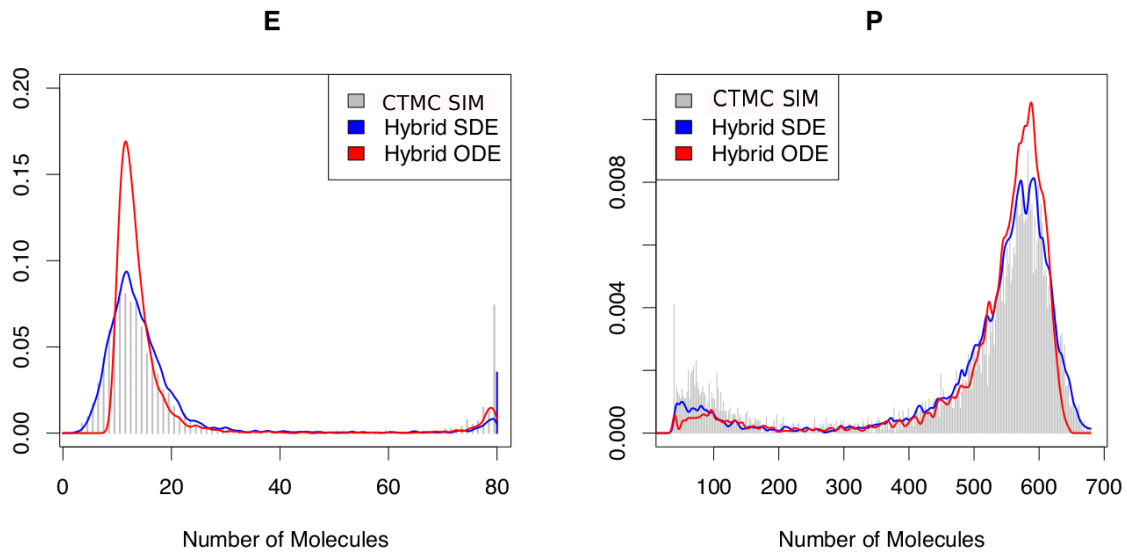 E
CTMC SIM
Hybrid SDE
Hybrid ODE
0.20
0.15
0.10
0.05
0.00
0 20 40 60 80
Number of Molecules
P
CTMC SIM
Hybrid SDE
Hybrid ODE
0.008
0.004
0.000
100 200 300 400 500 600 700
Number of Molecules